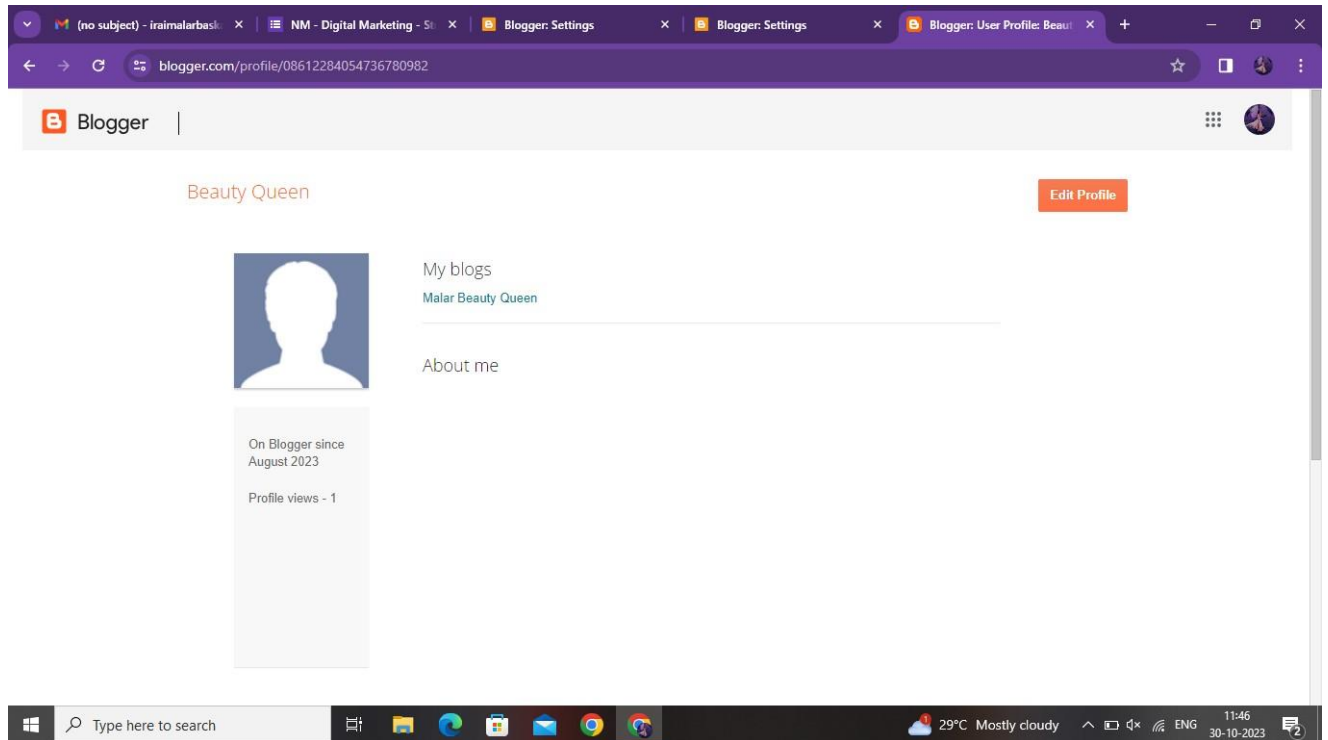 (no subject) - iraimalarbask
NM - Digital Marketing - St
Blogger: Settings
Blogger: Settings
Blogger: User Profile: Beaut
blogger.com/profile/08612284054736780982
Blogger
Beauty Queen
Edit Profile
My blogs
Malar Beauty Queen
About me
On Blogger since
August 2023
Profile views - 1
Type here to search
29°C Mostly cloudy
ENG
11:46
30-10-2023
2